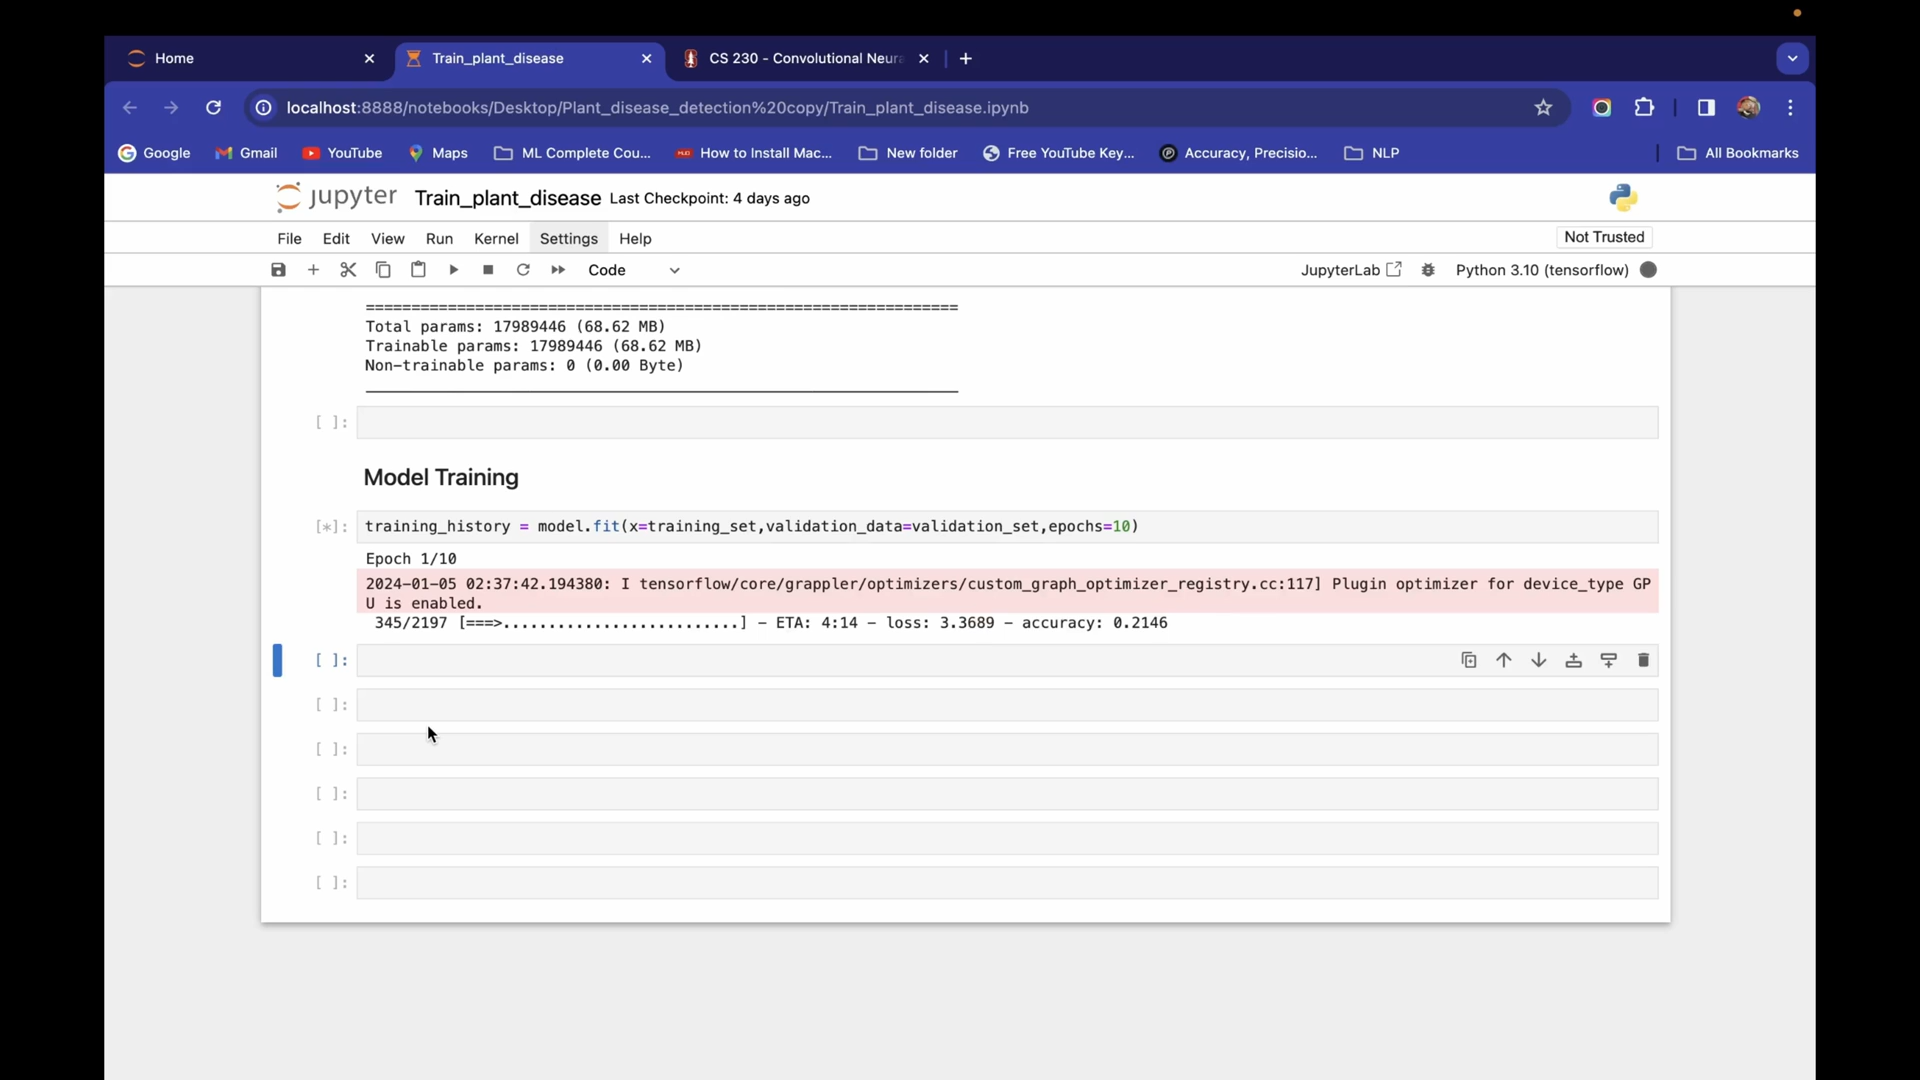 Home
Train_plant_disease
CS 230 - Convolutional Neura
localhost:8888/notebooks/Desktop/Plant_disease_detection%20copy/Train_plant_disease.ipynb
Google Gmail YouTube Maps ML Complete Cou... How to Install Mac... New folder Free YouTube Key... Accuracy, Precisio... NLP All Bookmarks
jupyter Train_plant_disease Last Checkpoint: 4 days ago
File Edit View Run Kernel Settings Help Not Trusted
Code JupyterLab Python 3.10 (tensorflow)
=================================================================
Total params: 17989446 (68.62 MB)
Trainable params: 17989446 (68.62 MB)
Non-trainable params: 0 (0.00 Byte)
_________________________________________________________________
[ ]:
Model Training
[*]: training_history = model.fit(x=training_set,validation_data=validation_set,epochs=10)
Epoch 1/10
2024-01-05 02:37:42.194380: I tensorflow/core/grappler/optimizers/custom_graph_optimizer_registry.cc:117] Plugin optimizer for device_type GP
U is enabled.
345/2197 [===>..........................] - ETA: 4:14 - loss: 3.3689 - accuracy: 0.2146
[ ]:
[ ]:
[ ]:
[ ]:
[ ]:
[ ]: